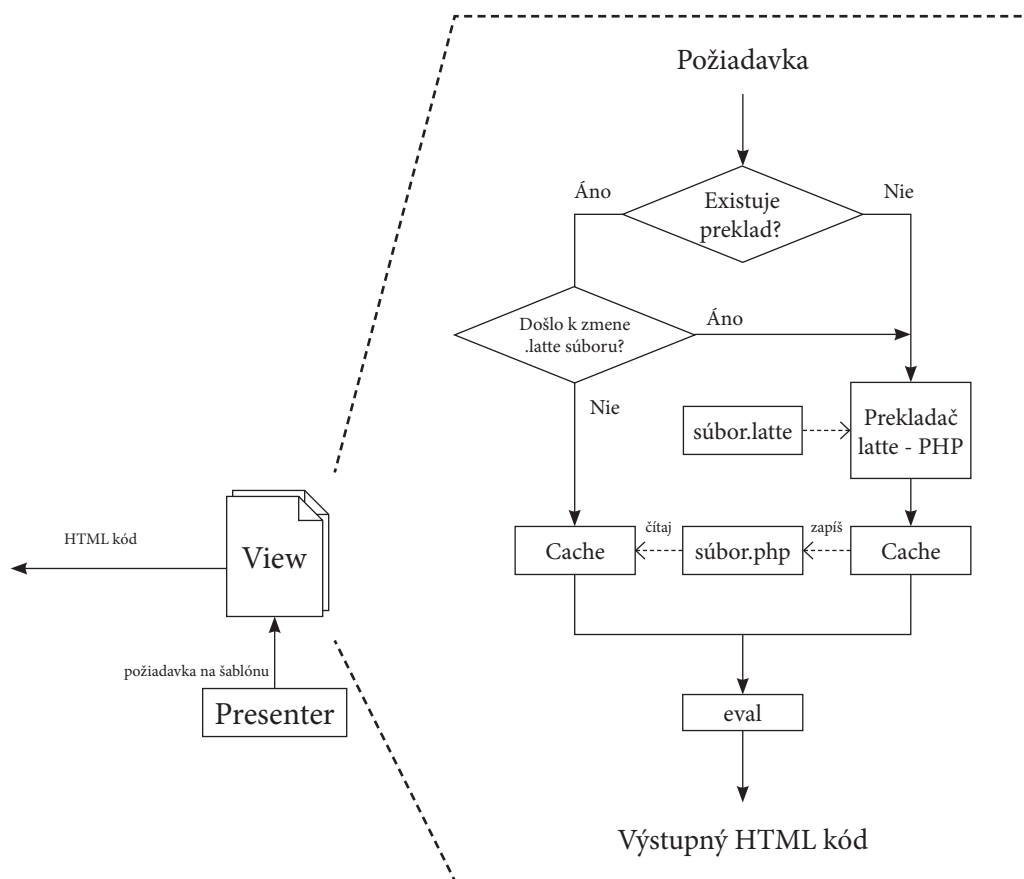 Požiadavka
Áno
Nie
Existuje
preklad?
Došlo k zmene
.latte súboru?
Áno
Nie
súbor.latte
Prekladač
latte - PHP
HTML kód
View
Cache
čítaj
súbor.php
zapíš
Cache
požiadavka na šablónu
Presenter
eval
Výstupný HTML kód